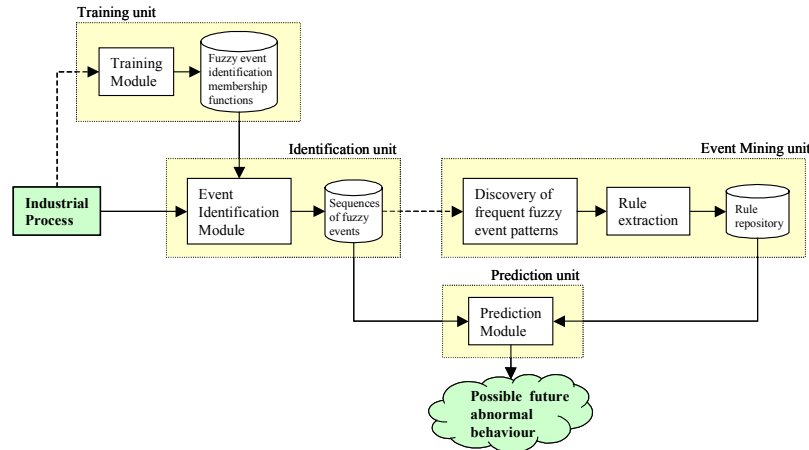 Training unit
Training
Module
Fuzzy event
identification
membership
functions
Identification unit
Event Mining unit
Industrial
Process
Event
Identification
Module
Sequences
of fuzzy
events
Discovery of
frequent fuzzy
event patterns
Rule
extraction
Rule
repository
Prediction unit
Prediction
Module
Possible future
abnormal
behaviour